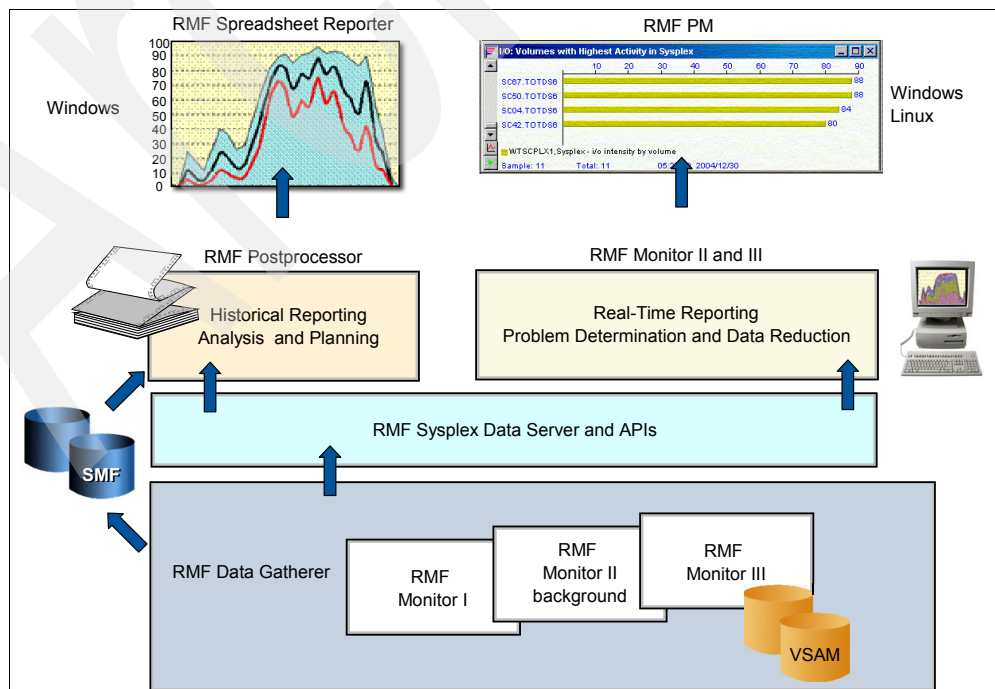 RMF Spreadsheet Reporter
RMF PM
100
90
80
70
60
50
40
30
20
10
0
Windows
I/O: Volumes with Highest Activity in Sysplex
10 20 30 40 50 60 70 80 90
SC67.TOTDS6 88
SC50.TOTDS6 88
SC04.TOTDS6 84
SC42.TOTDS6 80
WTSCPLX1,Sysplex - i/o intensity by volume
Sample: 11 Total: 11 2004/12/30
Windows
Linux
RMF Postprocessor
RMF Monitor II and III
Historical Reporting
Analysis and Planning
Real-Time Reporting
Problem Determination and Data Reduction
RMF Sysplex Data Server and APIs
SMF
RMF Data Gatherer
RMF
Monitor I
RMF
Monitor II
background
RMF
Monitor III
VSAM